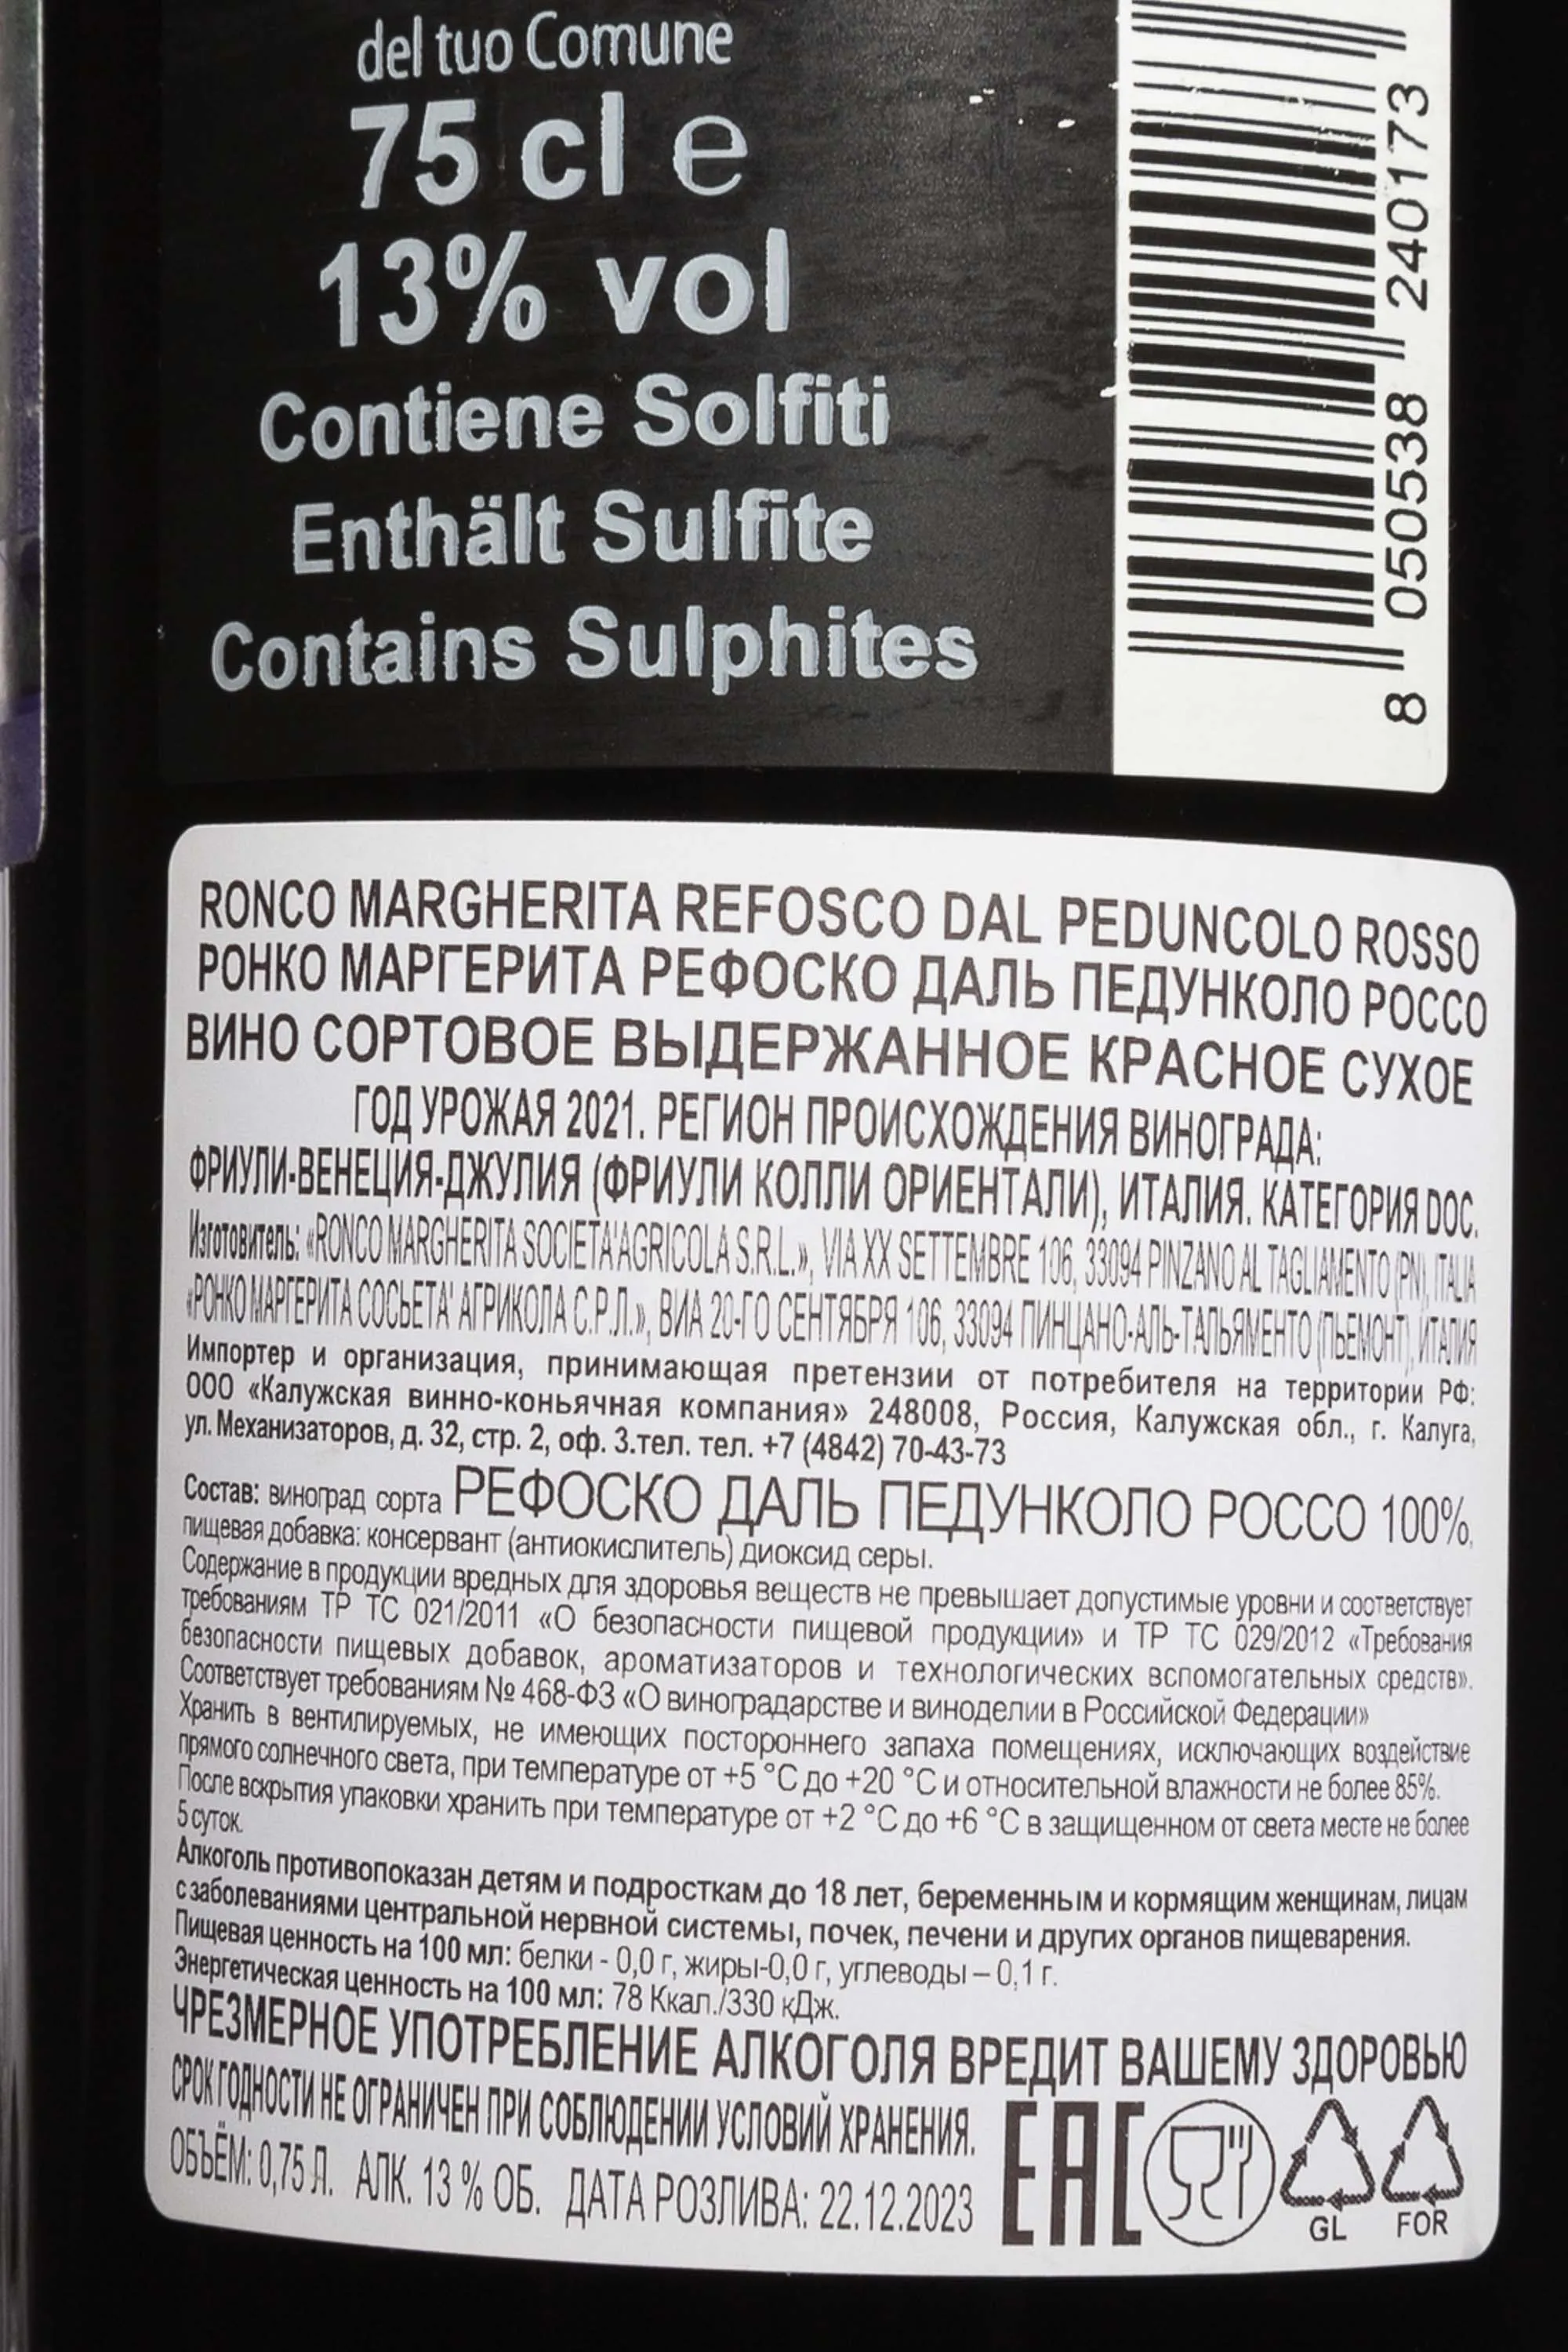 del tuo Comune
75 cl e
13% vol
Contiene Solfiti
Enthält Sulfite
Contains Sulphites
8 050538 240173
RONCO MARGHERITA REFOSCO DAL PEDUNCOLO ROSSO
РОНКО МАРГЕРИТА РЕФОСКО ДАЛЬ ПЕДУНКОЛО РОССО
ВИНО СОРТОВОЕ ВЫДЕРЖАННОЕ КРАСНОЕ СУХОЕ
ГОД УРОЖАЯ 2021. РЕГИОН ПРОИСХОЖДЕНИЯ ВИНОГРАДА:
ФРИУЛИ-ВЕНЕЦИЯ-ДЖУЛИЯ (ФРИУЛИ КОЛЛИ ОРИЕНТАЛИ), ИТАЛИЯ. КАТЕГОРИЯ DOC.
Изготовитель: «RONCO MARGHERITA SOCIETA'AGRICOLA S.R.L.», VIA XX SETTEMBRE 106, 33094 PINZANO AL TAGLIAMENTO (PN), ITALIA
«РОНКО МАРГЕРИТА СОСЬЕТА' АГРИКОЛА С.Р.Л.», ВИА 20-ГО СЕНТЯБРЯ 106, 33094 ПИНЦАНО-АЛЬ-ТАЛЬЯМЕНТО (ПЬЕМОНТ), ИТАЛИЯ
Импортер и организация, принимающая претензии от потребителя на территории РФ:
ООО «Калужская винно-коньячная компания» 248008, Россия, Калужская обл., г. Калуга,
ул. Механизаторов, д. 32, стр. 2, оф. 3.тел. тел. +7 (4842) 70-43-73
Состав: виноград сорта РЕФОСКО ДАЛЬ ПЕДУНКОЛО РОССО 100%,
пищевая добавка: консервант (антиокислитель) диоксид серы.
Содержание в продукции вредных для здоровья веществ не превышает допустимые уровни и соответствует
требованиям ТР ТС 021/2011 «О безопасности пищевой продукции» и ТР ТС 029/2012 «Требования
безопасности пищевых добавок, ароматизаторов и технологических вспомогательных средств».
Соответствует требованиям № 468-ФЗ «О виноградарстве и виноделии в Российской Федерации»
Хранить в вентилируемых, не имеющих постороннего запаха помещениях, исключающих воздействие
прямого солнечного света, при температуре от +5 °С до +20 °С и относительной влажности не более 85%.
После вскрытия упаковки хранить при температуре от +2 °С до +6 °С в защищенном от света месте не более
5 суток.
Алкоголь противопоказан детям и подросткам до 18 лет, беременным и кормящим женщинам, лицам
с заболеваниями центральной нервной системы, почек, печени и других органов пищеварения.
Пищевая ценность на 100 мл: белки - 0,0 г, жиры-0,0 г, углеводы – 0,1 г.
Энергетическая ценность на 100 мл: 78 Ккал./330 кДж.
ЧРЕЗМЕРНОЕ УПОТРЕБЛЕНИЕ АЛКОГОЛЯ ВРЕДИТ ВАШЕМУ ЗДОРОВЬЮ
СРОК ГОДНОСТИ НЕ ОГРАНИЧЕН ПРИ СОБЛЮДЕНИИ УСЛОВИЙ ХРАНЕНИЯ.
ОБЪЁМ: 0,75 Л. АЛК. 13 % ОБ. ДАТА РОЗЛИВА: 22.12.2023
EAC
GL FOR